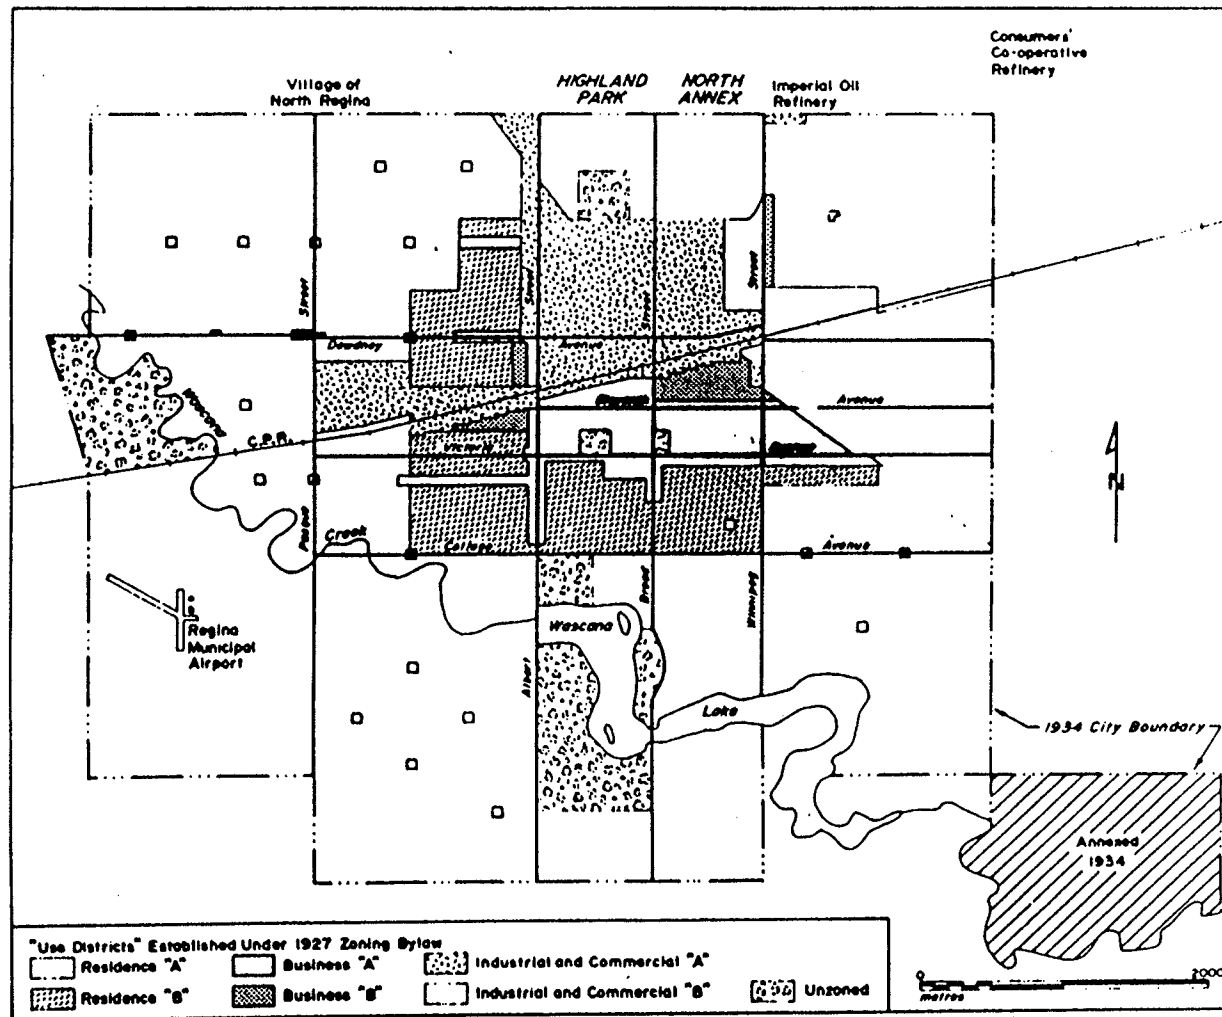 Consumers'
Co-operative
Refinery
Village of
North Regina
HIGHLAND
PARK
NORTH
ANNEX
Imperial Oil
Refinery
Street
Street
Street
Street
Dewdney
Avenue
Wascana
Avenue
C.P.R.
Victoria
Pasqua
Creek
College
Avenue
Broad
Winnipeg
Wascana
Regina
Municipal
Airport
Albert
Lake
N
1934 City Boundary
Annexed
1934
"Use Districts" Established Under 1927 Zoning Bylaw
Residence "A"
Business "A"
Industrial and Commercial "A"
Residence "B"
Business "B"
Industrial and Commercial "B"
Unzoned
0
2000
metres